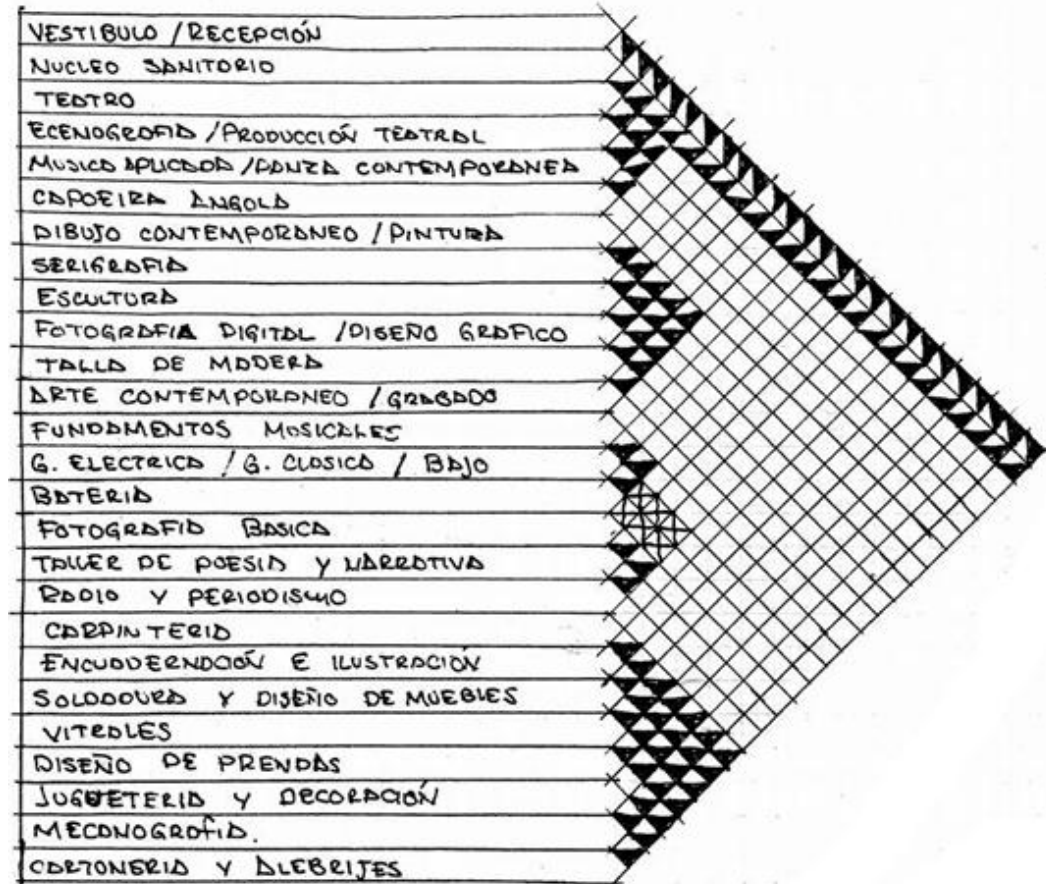 VESTIBULO / RECEPCIÓN
NUCLEO SANITORIO
TEATRO
ECENOGRAFIA / PRODUCCIÓN TEATRAL
MUSICA APLICADA / DANZA CONTEMPORANEA
CAPOEIRA ANGOLA
DIBUJO CONTEMPORANEO / PINTURA
SERIGRAFIA
ESCULTURA
FOTOGRAFIA DIGITAL / DISEÑO GRAFICO
TALLA DE MADERA
ARTE CONTEMPORANEO / GRABADO
FUNDAMENTOS MUSICALES
G. ELECTRICA / G. CLASICA / BAJO
BATERIA
FOTOGRAFIA BASICA
TALLER DE POESIA Y NARRATIVA
RADIO Y PERIODISMO
CARPINTERIA
ENCUADERNACIÓN E ILUSTRACIÓN
SOLDADURA Y DISEÑO DE MUEBLES
VITRALES
DISEÑO DE PRENDAS
JUGUETERIA Y DECORACIÓN
MECANOGRAFIA.
CARTONERIA Y ALEBRIJES